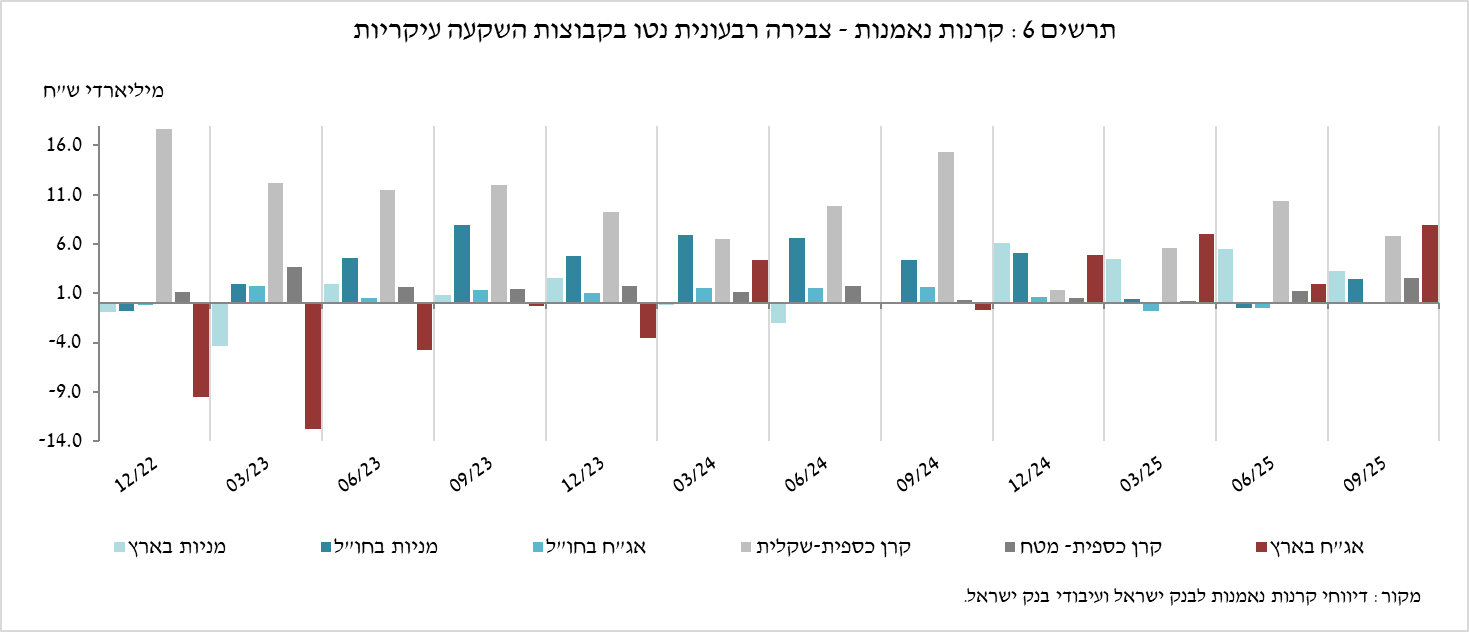 תרשים 6 : קרנות נאמנות - צבירה רבעונית נטו בקבוצות השקעה עיקריות
מיליארדי ש"ח
16.0
11.0
6.0
1.0
-4.0
-9.0
-14.0
12/22 03/23 06/23 09/23 12/23 03/24 06/24 09/24 12/24 03/25 06/25 09/25
מניות בארץ מניות בחו"ל אג"ח בחו"ל קרן כספית-שקלית קרן כספית- מטח אג"ח בארץ
מקור : דיווחי קרנות נאמנות לבנק ישראל ועיבודי בנק ישראל.